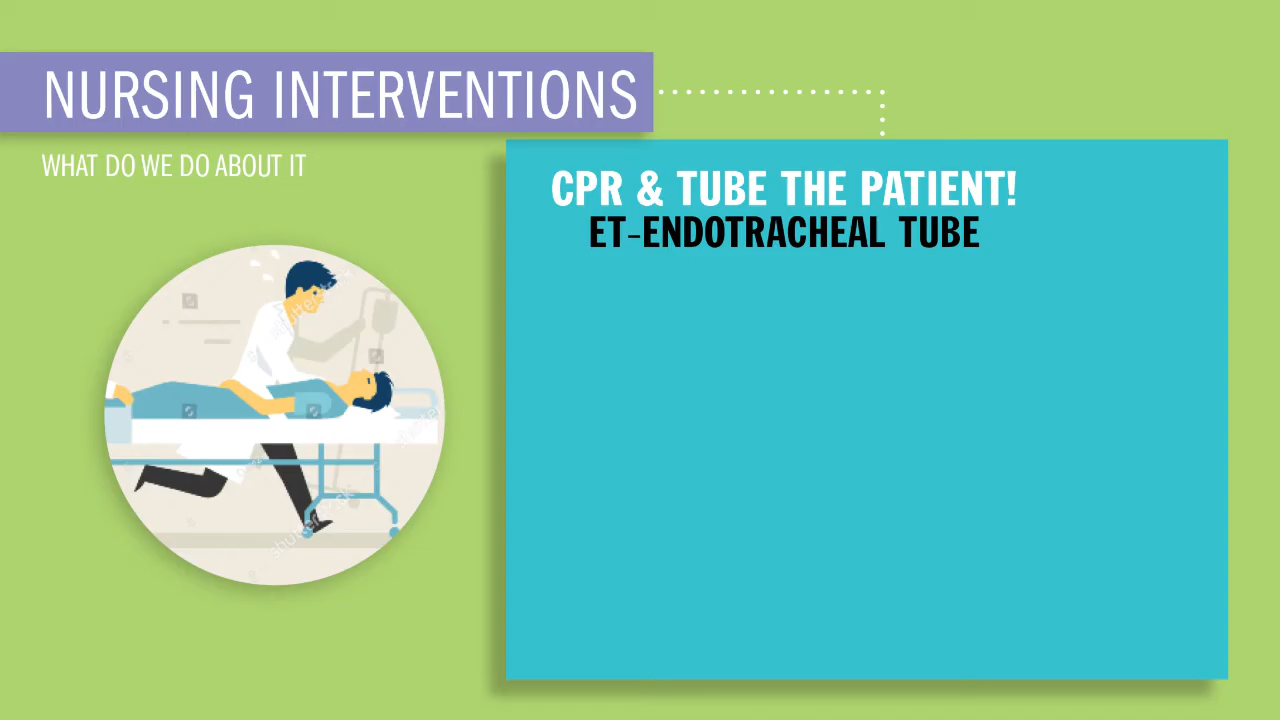 NURSING INTERVENTIONS
WHAT DO WE DO ABOUT IT
CPR & TUBE THE PATIENT!
ET-ENDOTRACHEAL TUBE